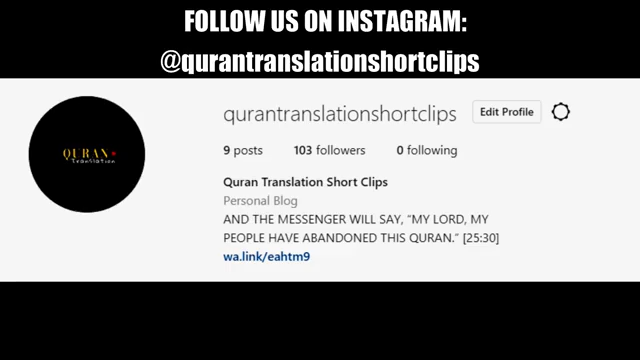 FOLLOW US ON INSTAGRAM:
@qurantranslationshortclips
QURAN
Translation
qurantranslationshortclips Edit Profile
9 posts 103 followers 0 following
Quran Translation Short Clips
Personal Blog
AND THE MESSENGER WILL SAY, "MY LORD, MY
PEOPLE HAVE ABANDONED THIS QURAN." [25:30]
wa.link/eahtm9